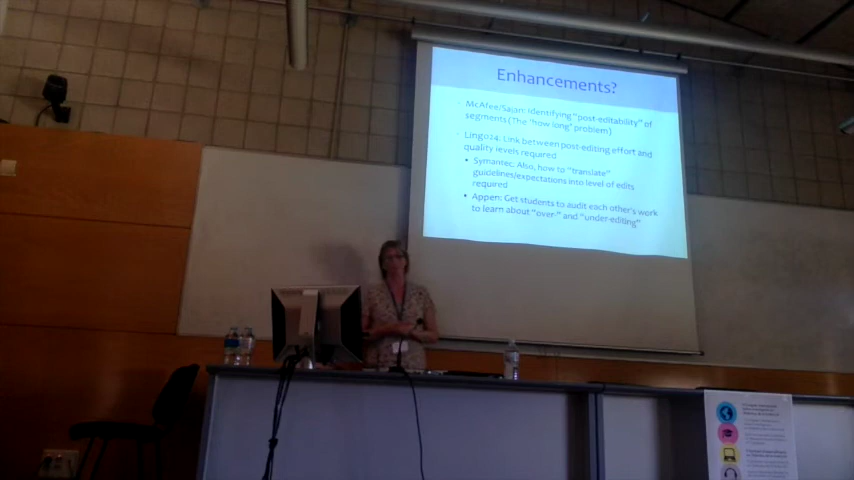 Enhancements?
McAfee/Sajan: Identifying "post-editability" of
segments (The "how long" problem)
Lingo24: Link between post-editing effort and
quality levels required
• Symantec: Also, how to "translate"
guidelines/expectations into level of edits
required
• Appen: Get students to audit each other's work
to learn about "over-" and "under-editing"